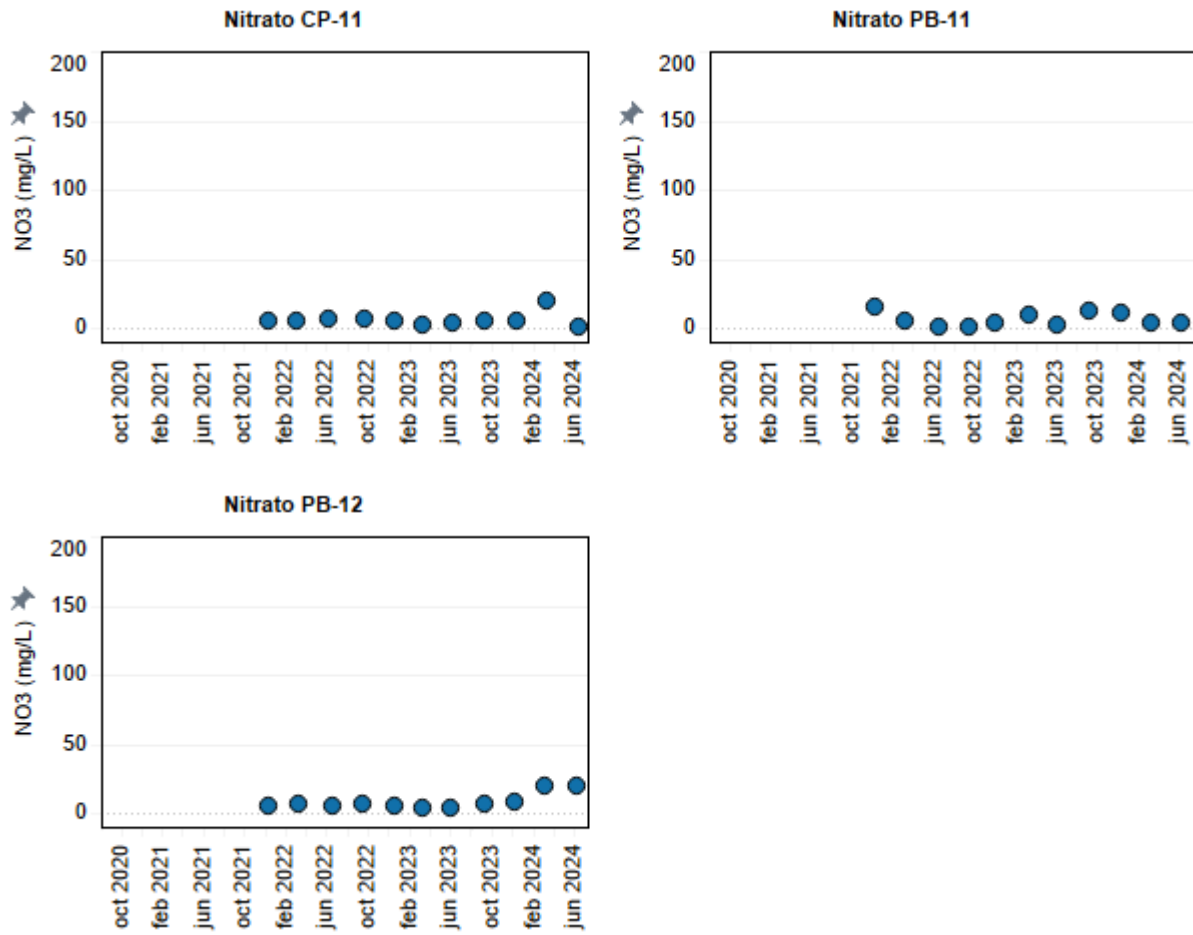 Nitrato CP-11
NO3 (mg/L)
200
150
100
50
0
oct 2020
feb 2021
jun 2021
oct 2021
feb 2022
jun 2022
oct 2022
feb 2023
jun 2023
oct 2023
feb 2024
jun 2024
Nitrato PB-11
NO3 (mg/L)
200
150
100
50
0
oct 2020
feb 2021
jun 2021
oct 2021
feb 2022
jun 2022
oct 2022
feb 2023
jun 2023
oct 2023
feb 2024
jun 2024
Nitrato PB-12
NO3 (mg/L)
200
150
100
50
0
oct 2020
feb 2021
jun 2021
oct 2021
feb 2022
jun 2022
oct 2022
feb 2023
jun 2023
oct 2023
feb 2024
jun 2024